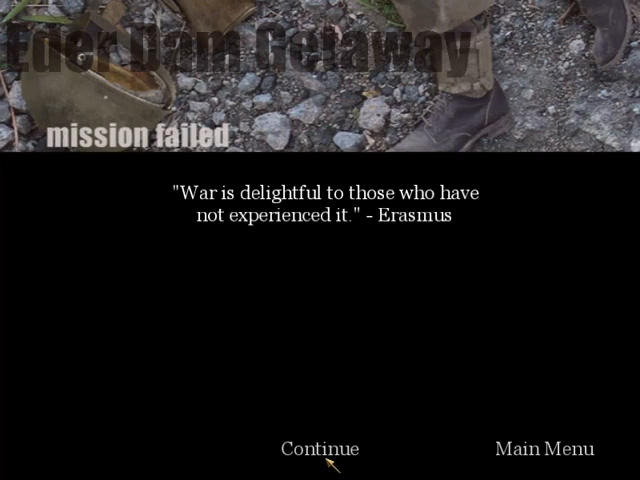 Eder Dam Getaway
mission failed
"War is delightful to those who have
not experienced it." - Erasmus
Continue
Main Menu